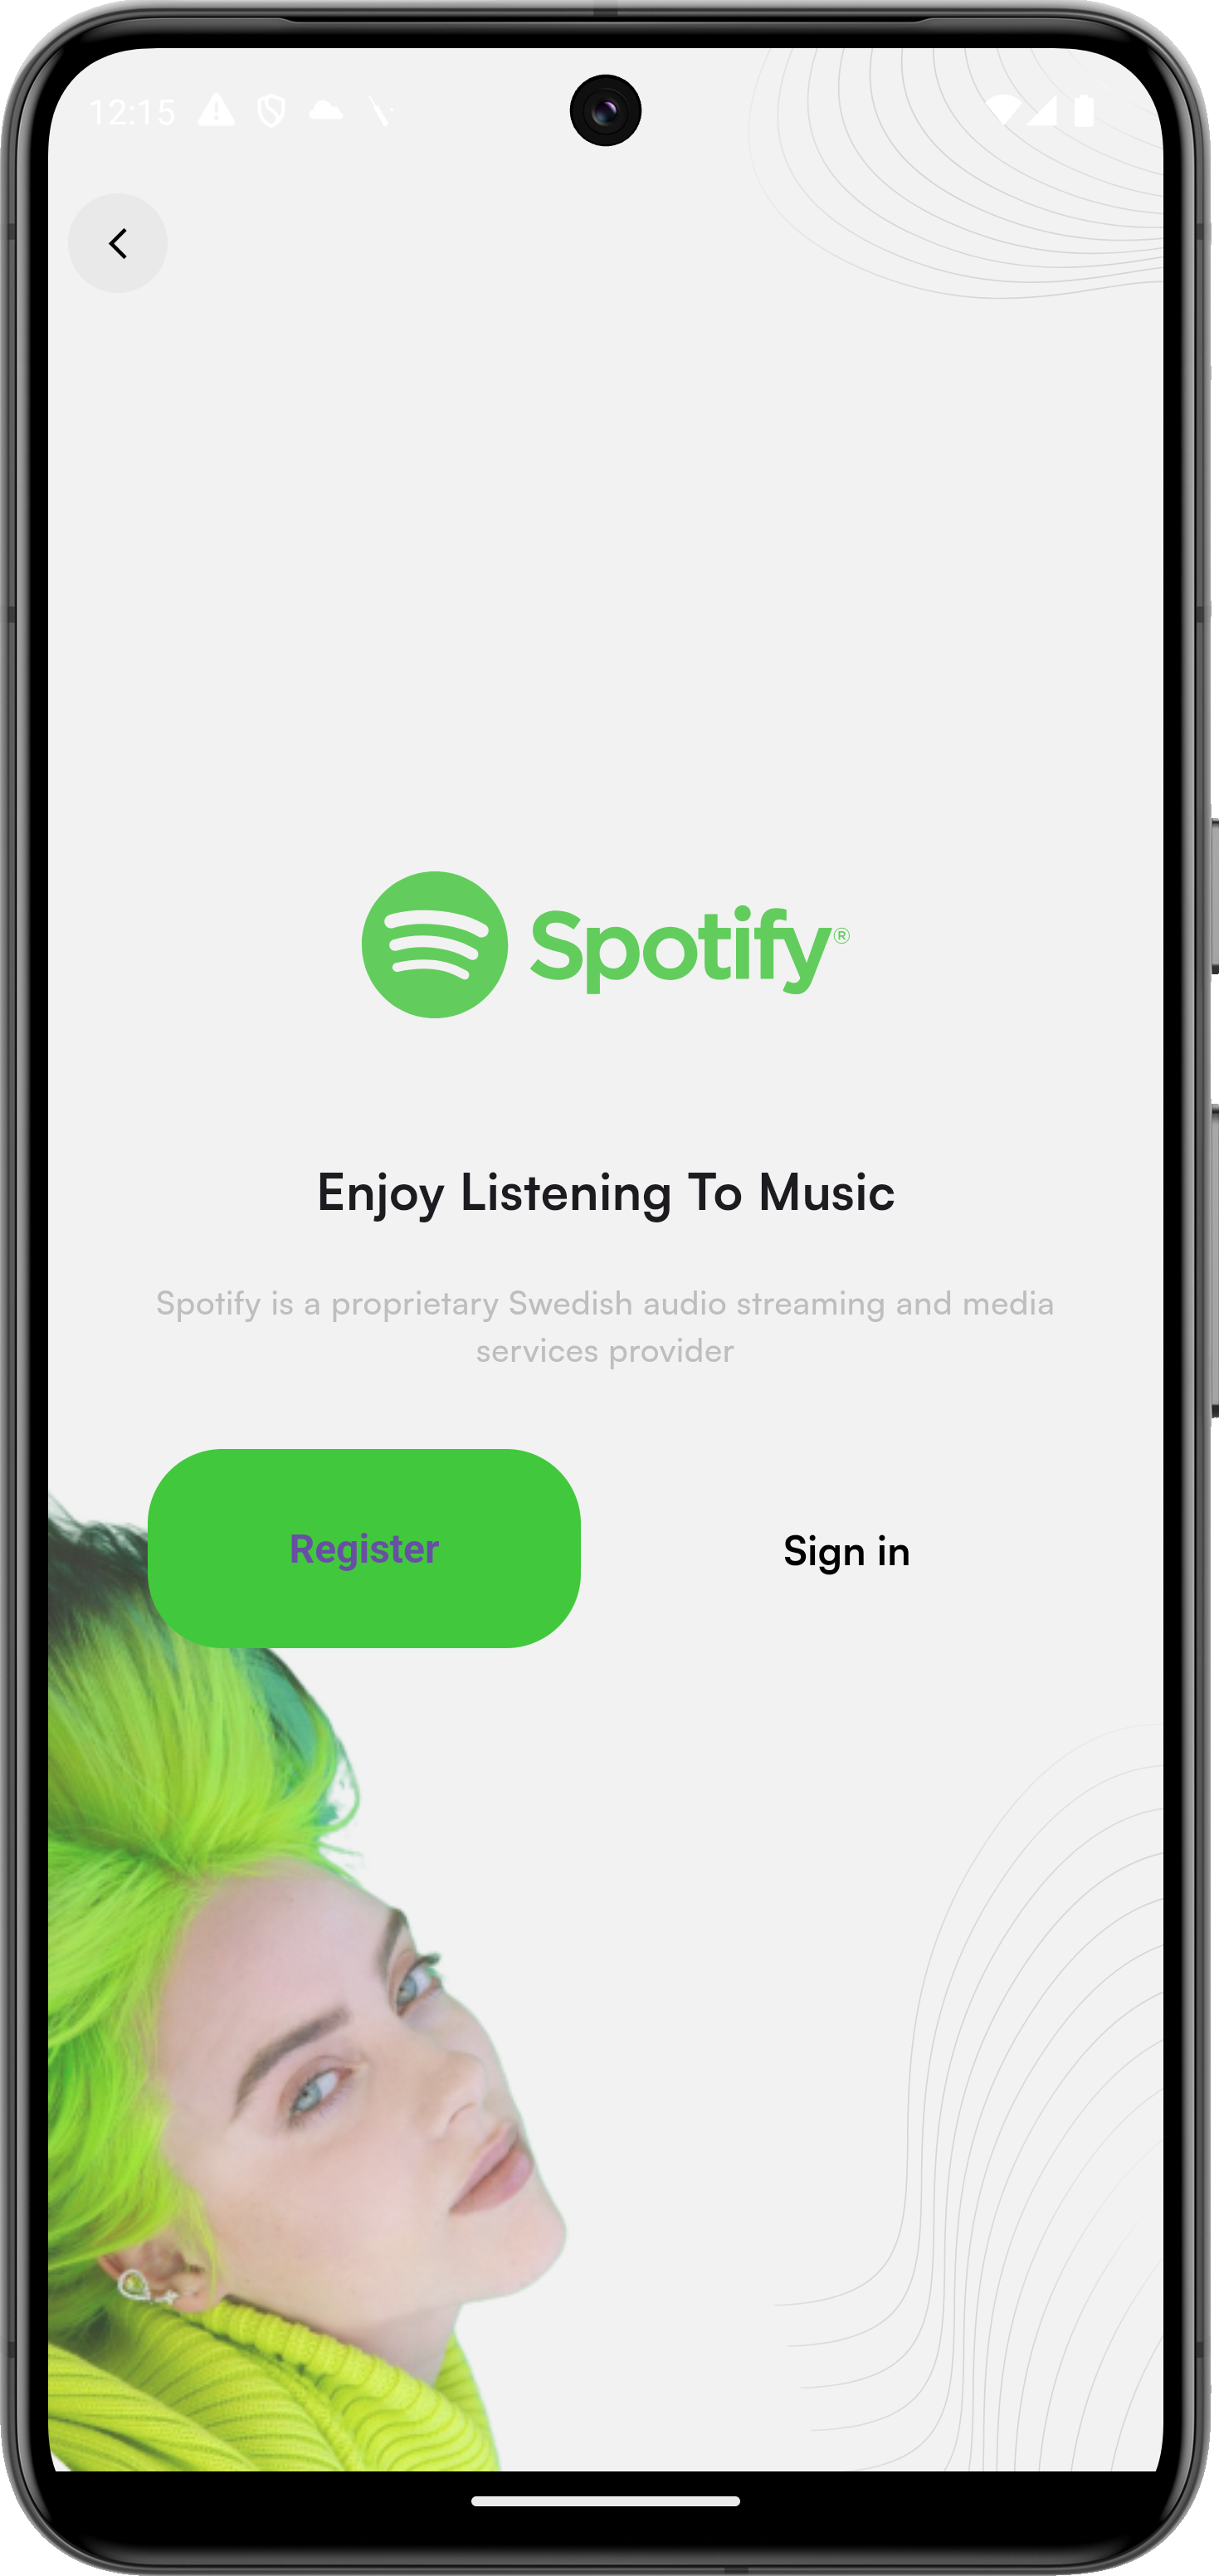 12:15
Spotify®
Enjoy Listening To Music
Spotify is a proprietary Swedish audio streaming and media
services provider
Register
Sign in